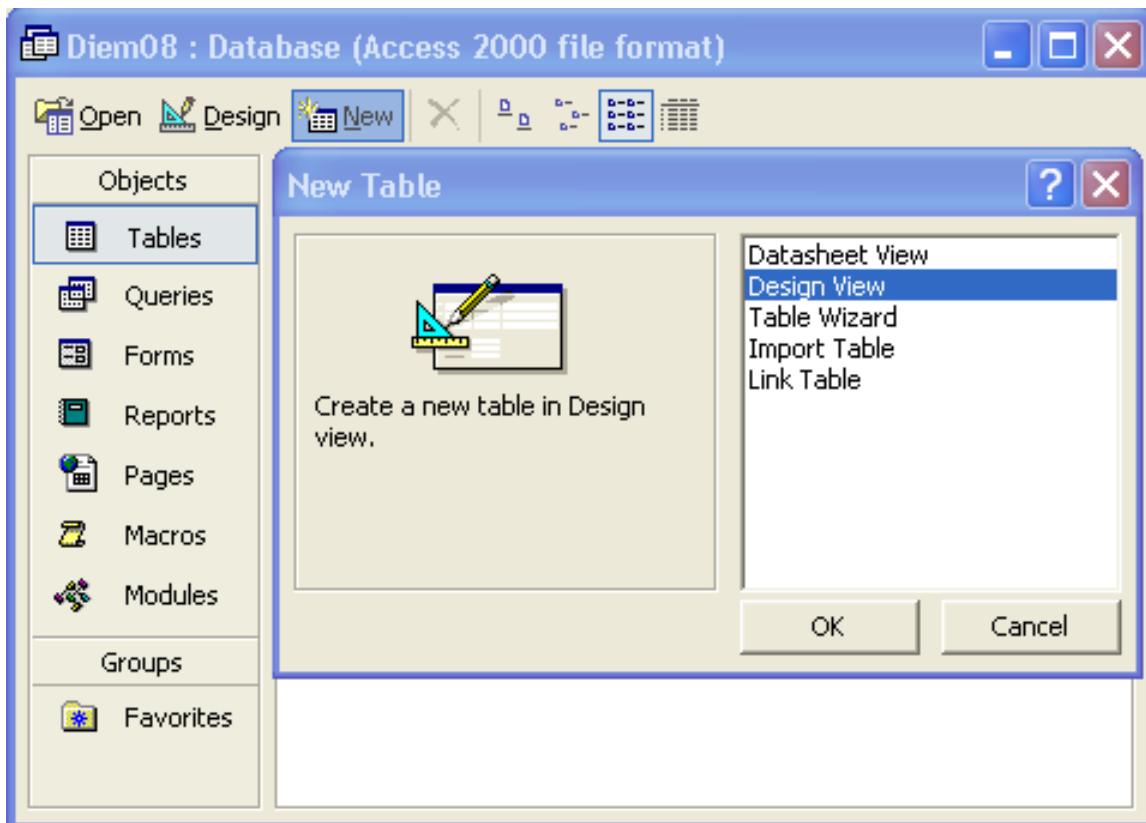 Diem08 : Database (Access 2000 file format)
Open Design New
Objects
Tables
Queries
Forms
Reports
Pages
Macros
Modules
Groups
Favorites
New Table
Create a new table in Design
view.
Datasheet View
Design View
Table Wizard
Import Table
Link Table
OK Cancel